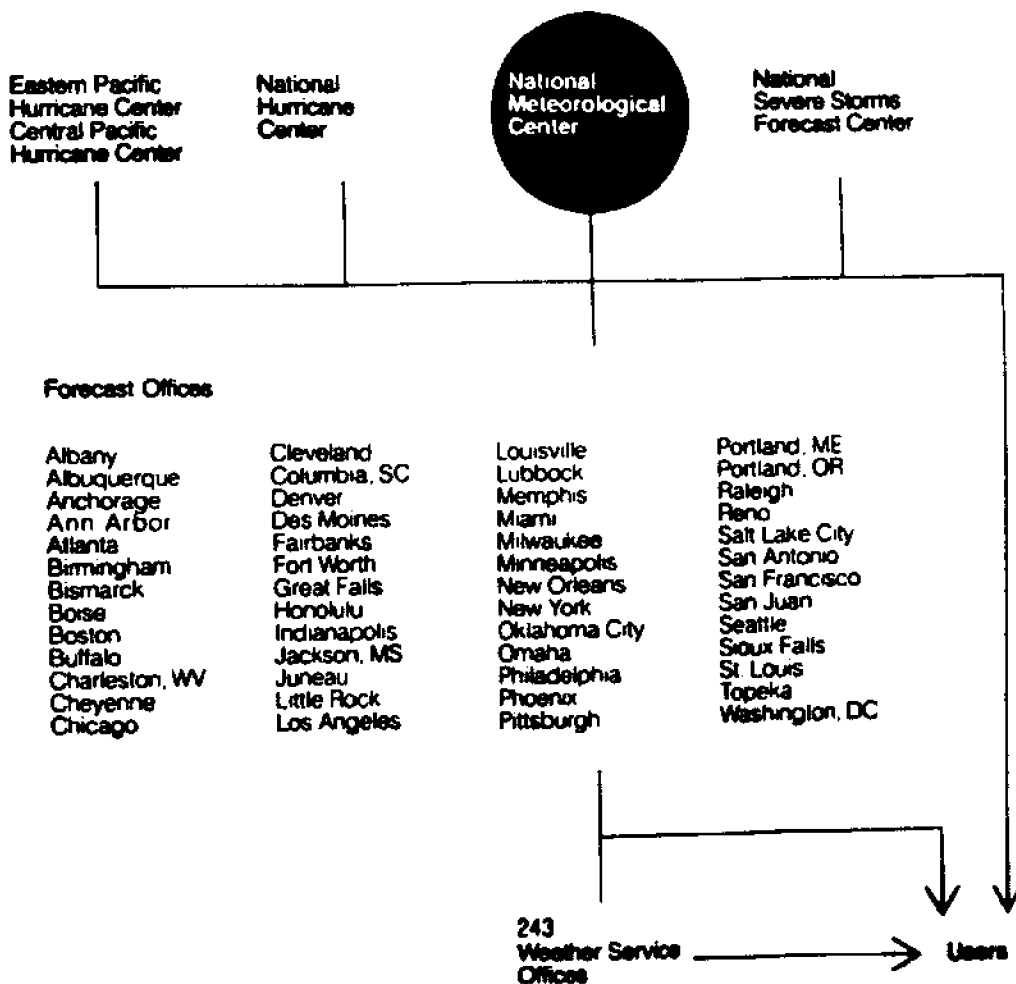 Eastern Pacific
Hurricane Center
Central Pacific
Hurricane Center
National
Hurricane
Center
National
Meteorological
Center
National
Severe Storms
Forecast Center
Forecast Offices
Albany
Albuquerque
Anchorage
Ann Arbor
Atlanta
Birmingham
Bismarck
Boise
Boston
Buffalo
Charleston, WV
Cheyenne
Chicago
Cleveland
Columbia, SC
Denver
Des Moines
Fairbanks
Fort Worth
Great Falls
Honolulu
Indianapolis
Jackson, MS
Juneau
Little Rock
Los Angeles
Louisville
Lubbock
Memphis
Miami
Milwaukee
Minneapolis
New Orleans
New York
Oklahoma City
Omaha
Philadelphia
Phoenix
Pittsburgh
Portland, ME
Portland, OR
Raleigh
Reno
Salt Lake City
San Antonio
San Francisco
San Juan
Seattle
Sioux Falls
St. Louis
Topeka
Washington, DC
243
Weather Service
Offices
Users